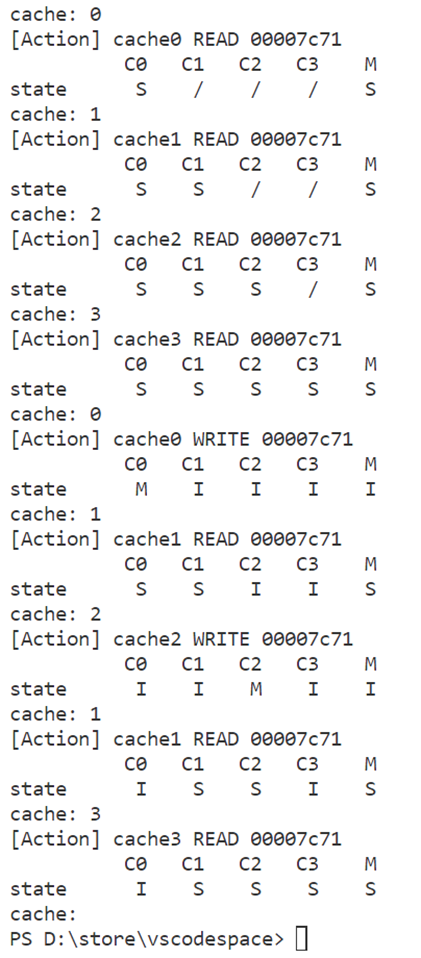 cache: 0
[Action] cache0 READ 00007c71
C0 C1 C2 C3 M
state S / / / S
cache: 1
[Action] cache1 READ 00007c71
C0 C1 C2 C3 M
state S S / / S
cache: 2
[Action] cache2 READ 00007c71
C0 C1 C2 C3 M
state S S S / S
cache: 3
[Action] cache3 READ 00007c71
C0 C1 C2 C3 M
state S S S S S
cache: 0
[Action] cache0 WRITE 00007c71
C0 C1 C2 C3 M
state M I I I I
cache: 1
[Action] cache1 READ 00007c71
C0 C1 C2 C3 M
state S S I I S
cache: 2
[Action] cache2 WRITE 00007c71
C0 C1 C2 C3 M
state I I M I I
cache: 1
[Action] cache1 READ 00007c71
C0 C1 C2 C3 M
state I S S I S
cache: 3
[Action] cache3 READ 00007c71
C0 C1 C2 C3 M
state I S S S S
cache:
PS D:\store\vscodespace>